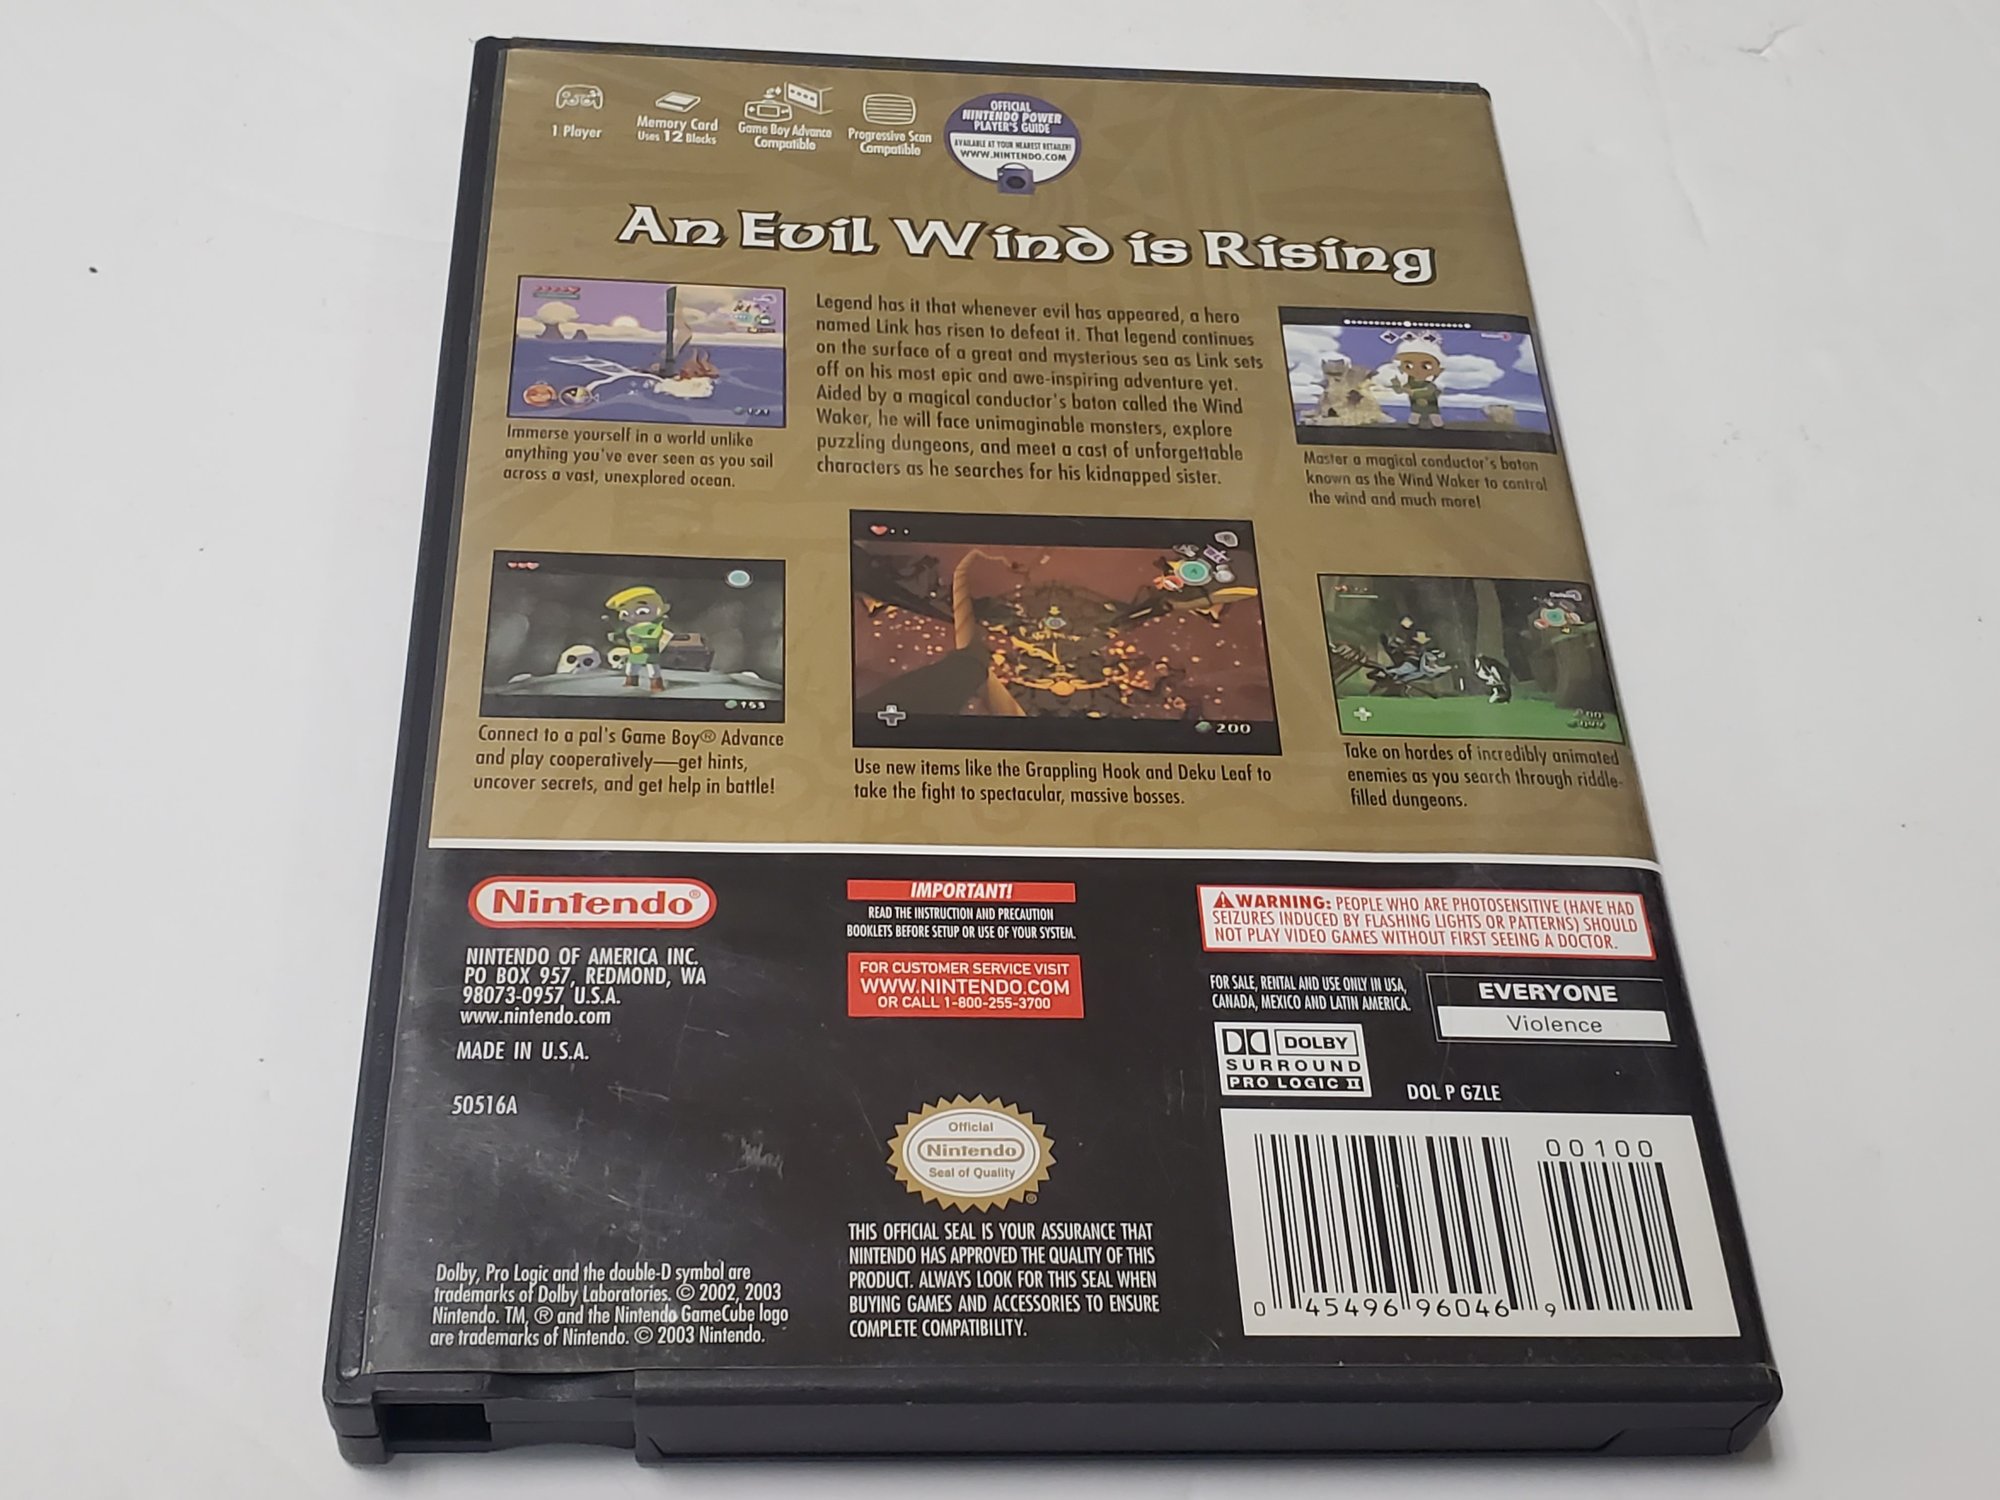 1 Player
Memory Card
Uses 12 Blocks
Game Boy Advance
Compatible
Progressive Scan
Compatible
OFFICIAL
NINTENDO POWER
PLAYER'S GUIDE
AVAILABLE AT YOUR NEAREST RETAILER!
WWW.NINTENDO.COM
An Evil Wind is Rising
Legend has it that whenever evil has appeared, a hero
named Link has risen to defeat it. That legend continues
on the surface of a great and mysterious sea as Link sets
off on his most epic and awe-inspiring adventure yet.
Aided by a magical conductor's baton called the Wind
Waker, he will face unimaginable monsters, explore
puzzling dungeons, and meet a cast of unforgettable
characters as he searches for his kidnapped sister.
Immerse yourself in a world unlike
anything you've ever seen as you sail
across a vast, unexplored ocean.
Master a magical conductor's baton
known as the Wind Waker to control
the wind and much more!
153
200
Connect to a pal's Game Boy® Advance
and play cooperatively—get hints,
uncover secrets, and get help in battle!
Use new items like the Grappling Hook and Deku Leaf to
take the fight to spectacular, massive bosses.
Take on hordes of incredibly animated
enemies as you search through riddle-
filled dungeons.
Nintendo®
NINTENDO OF AMERICA INC.
PO BOX 957, REDMOND, WA
98073-0957 U.S.A.
www.nintendo.com
MADE IN U.S.A.
50516A
IMPORTANT!
READ THE INSTRUCTION AND PRECAUTION
BOOKLETS BEFORE SETUP OR USE OF YOUR SYSTEM.
FOR CUSTOMER SERVICE VISIT
WWW.NINTENDO.COM
OR CALL 1-800-255-3700
WARNING: PEOPLE WHO ARE PHOTOSENSITIVE (HAVE HAD
SEIZURES INDUCED BY FLASHING LIGHTS OR PATTERNS) SHOULD
NOT PLAY VIDEO GAMES WITHOUT FIRST SEEING A DOCTOR.
FOR SALE, RENTAL AND USE ONLY IN USA,
CANADA, MEXICO AND LATIN AMERICA.
EVERYONE
Violence
DOLBY
SURROUND
PRO LOGIC II
DOL P GZLE
Official
Nintendo
Seal of Quality
®
THIS OFFICIAL SEAL IS YOUR ASSURANCE THAT
NINTENDO HAS APPROVED THE QUALITY OF THIS
PRODUCT. ALWAYS LOOK FOR THIS SEAL WHEN
BUYING GAMES AND ACCESSORIES TO ENSURE
COMPLETE COMPATIBILITY.
Dolby, Pro Logic and the double-D symbol are
trademarks of Dolby Laboratories. © 2002, 2003
Nintendo. TM, ® and the Nintendo GameCube logo
are trademarks of Nintendo. © 2003 Nintendo.
00100
0 45496 96046 9